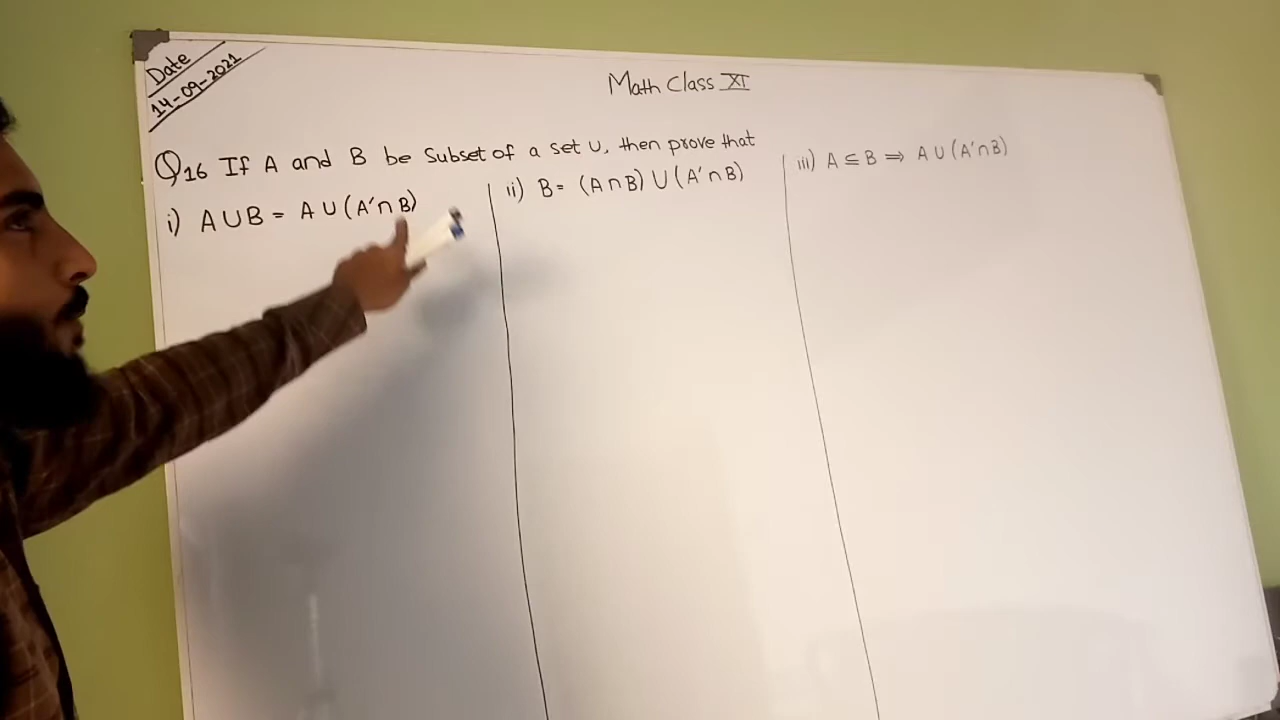 Date
14-09-2021
Math Class XI
Q16 If A and B be Subset of a set U, then prove that
i) A∪B = A∪(A'∩B)
ii) B= (A∩B)∪(A'∩B)
iii) A⊆B ⇒ A∪(A'∩B)